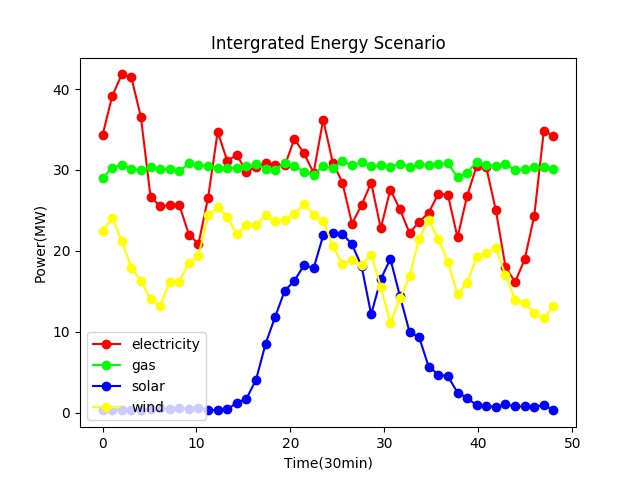 Intergrated Energy Scenario
Power(MW)
40
30
20
10
0
electricity
gas
solar
wind
0 10 20 30 40 50
Time(30min)